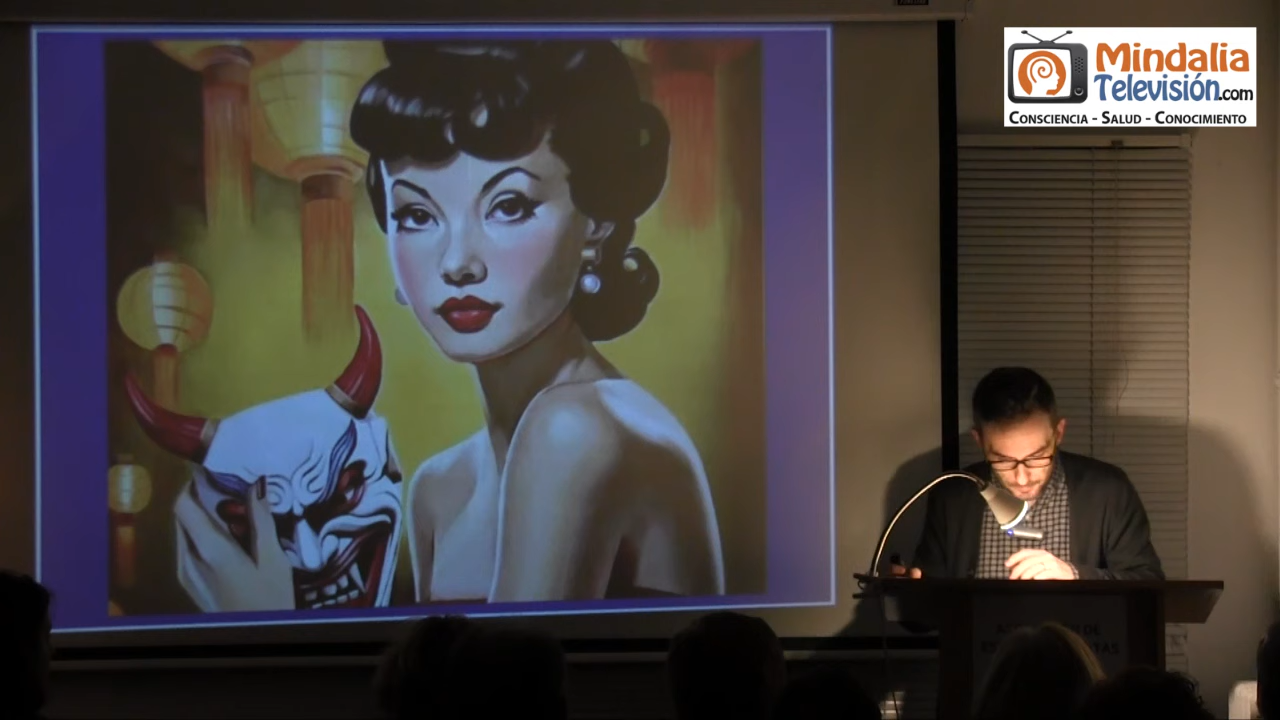 Mindalia
Televisión.com
Consciencia - Salud - Conocimiento